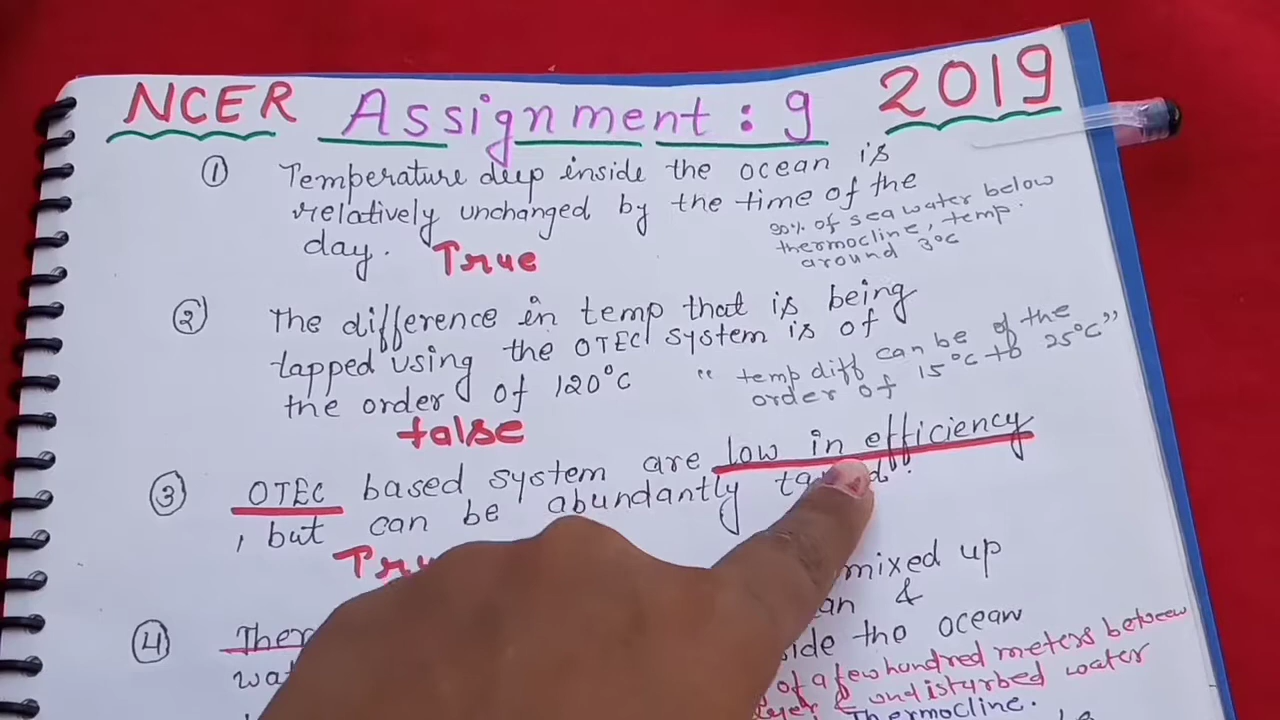 NCER Assignment : 9 2019
① Temperature deep inside the ocean is
relatively unchanged by the time of the
day. True
90% of sea water below
thermocline, temp.
around 3°C
② The difference in temp that is being
tapped using the OTEC system is of
the order of 120°C
" temp diff can be of the
order of 15°C to 25°C"
false
③ OTEC based system are low in efficiency
, but can be abundantly
④
mixed up
&
the ocean
of a few hundred meters between
& undisturbed water
Thermocline.